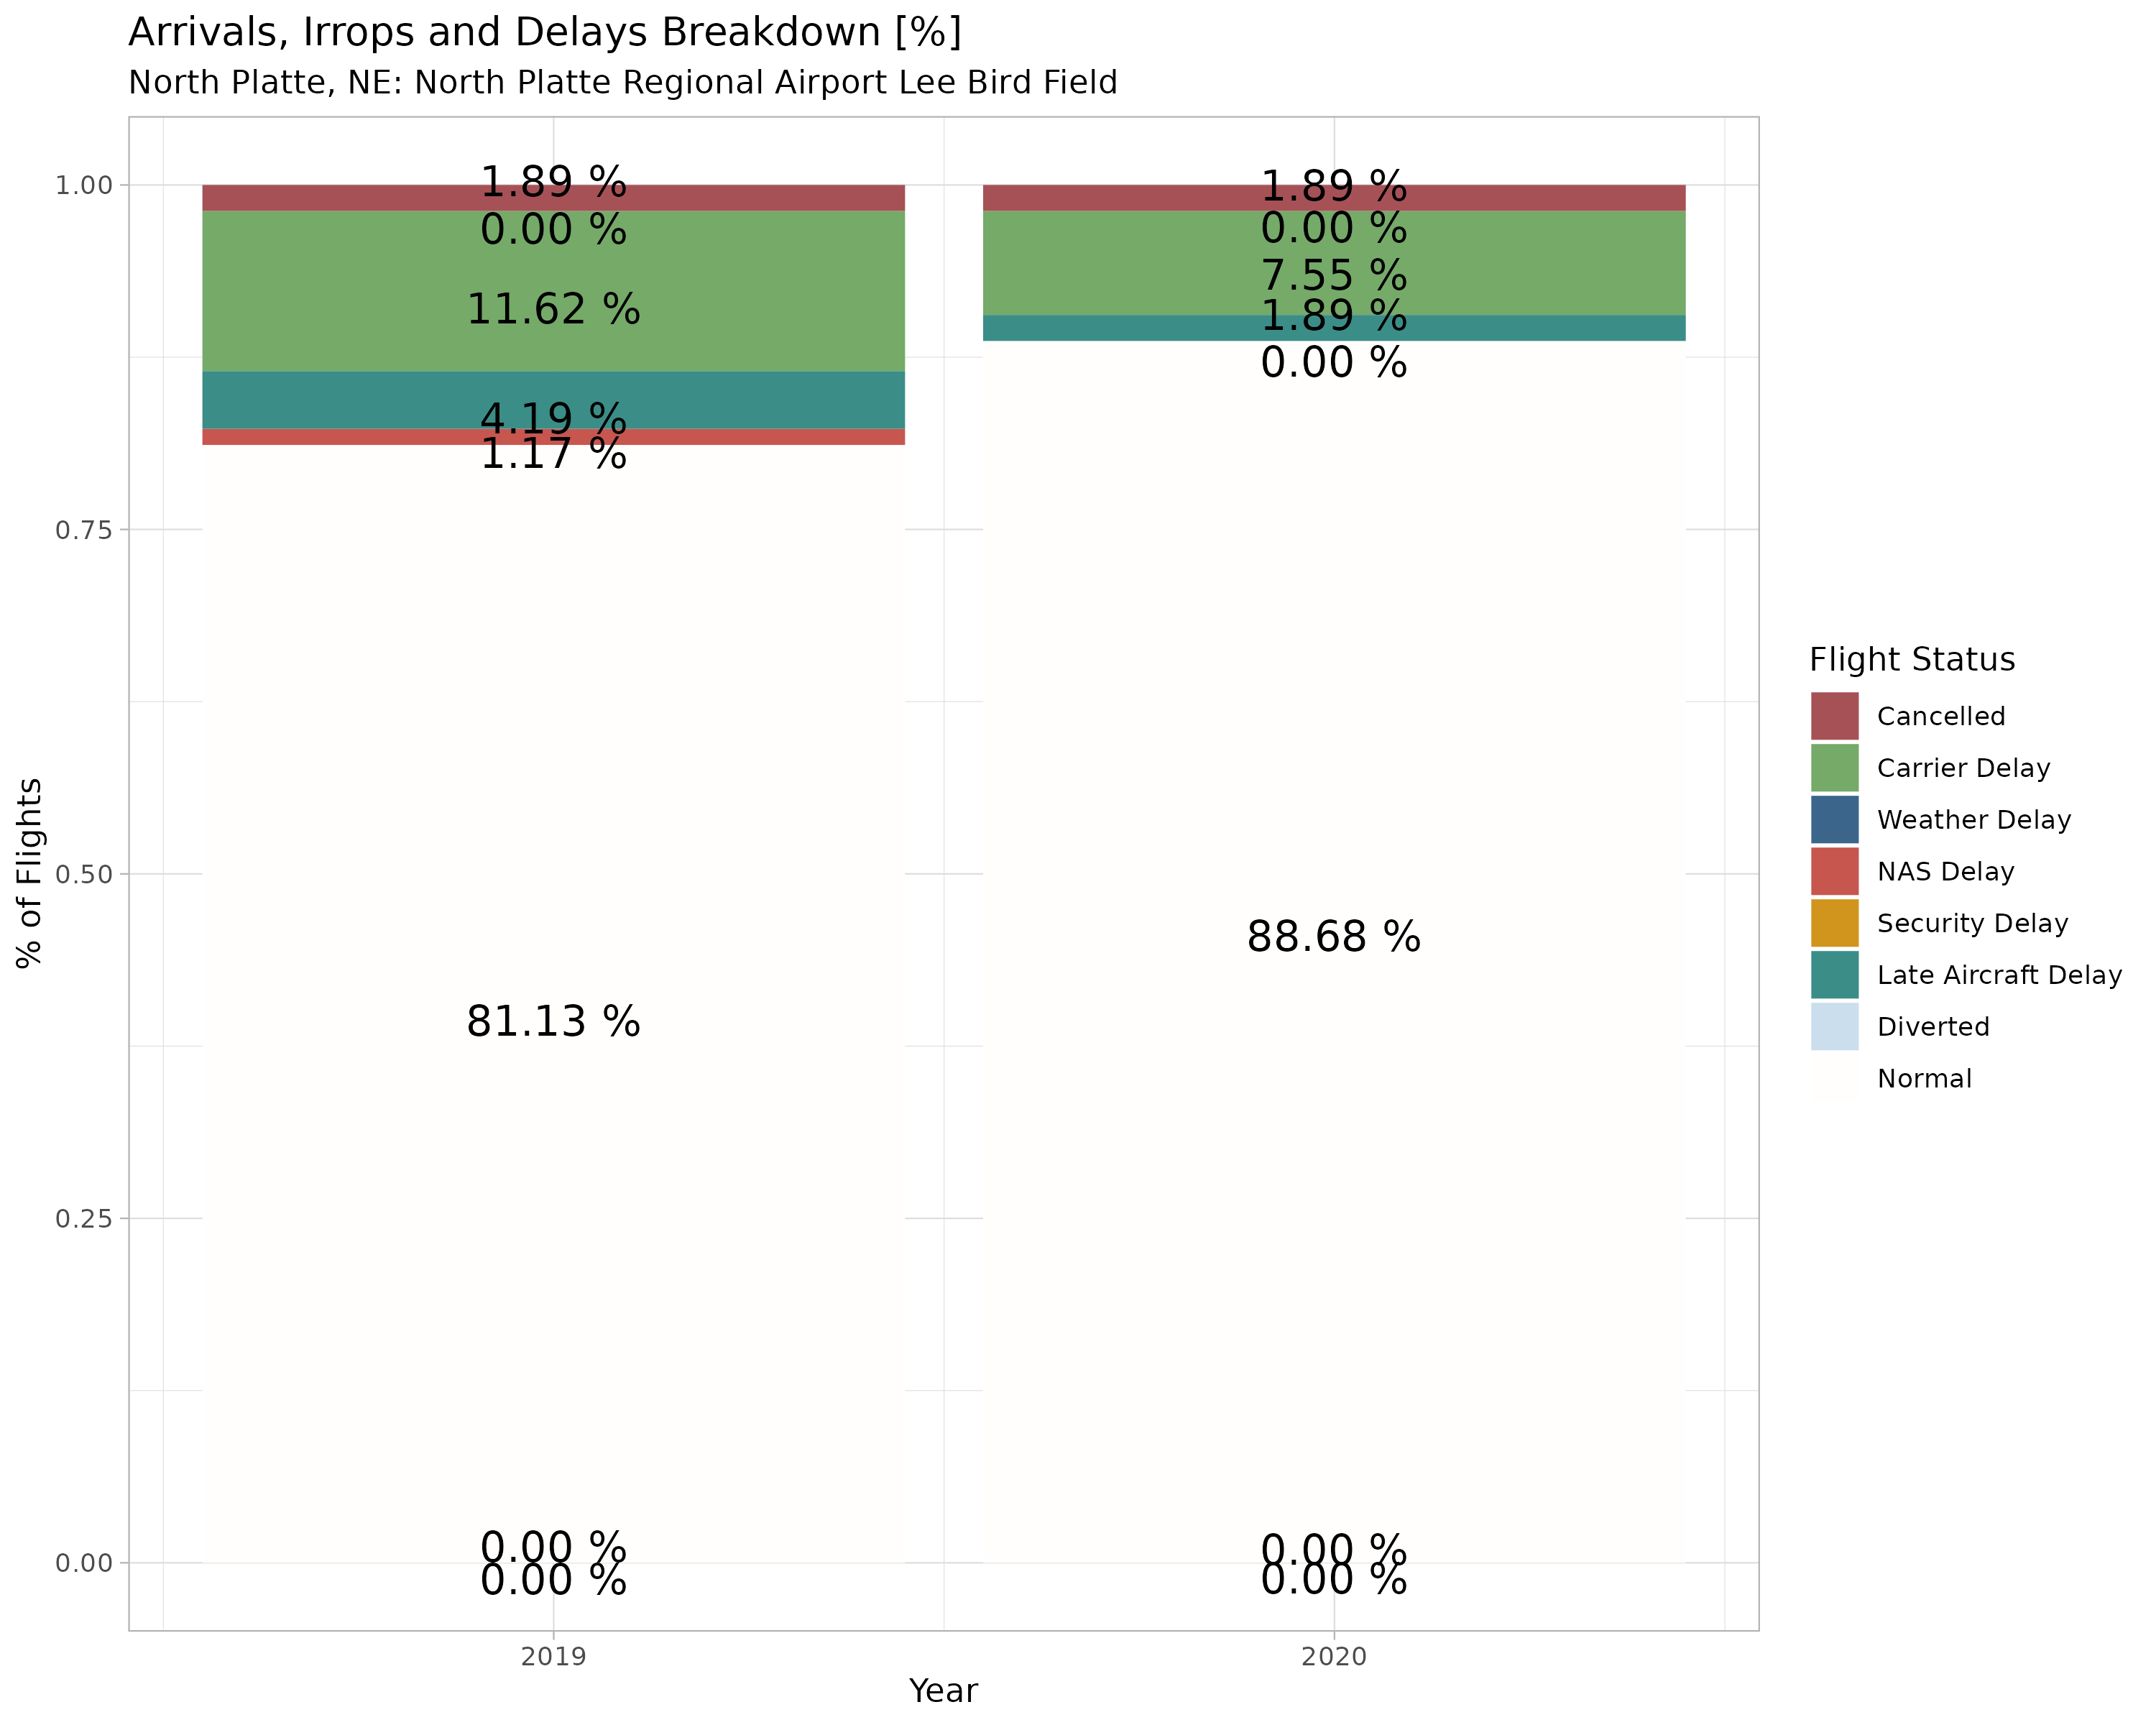 Arrivals, Irrops and Delays Breakdown [%]
North Platte, NE: North Platte Regional Airport Lee Bird Field
% of Flights
1.00
0.75
0.50
0.25
0.00
1.89 %
0.00 %
11.62 %
4.19 %
1.17 %
81.13 %
0.00 %
0.00 %
1.89 %
0.00 %
7.55 %
1.89 %
0.00 %
88.68 %
0.00 %
0.00 %
2019
2020
Year
Flight Status
Cancelled
Carrier Delay
Weather Delay
NAS Delay
Security Delay
Late Aircraft Delay
Diverted
Normal